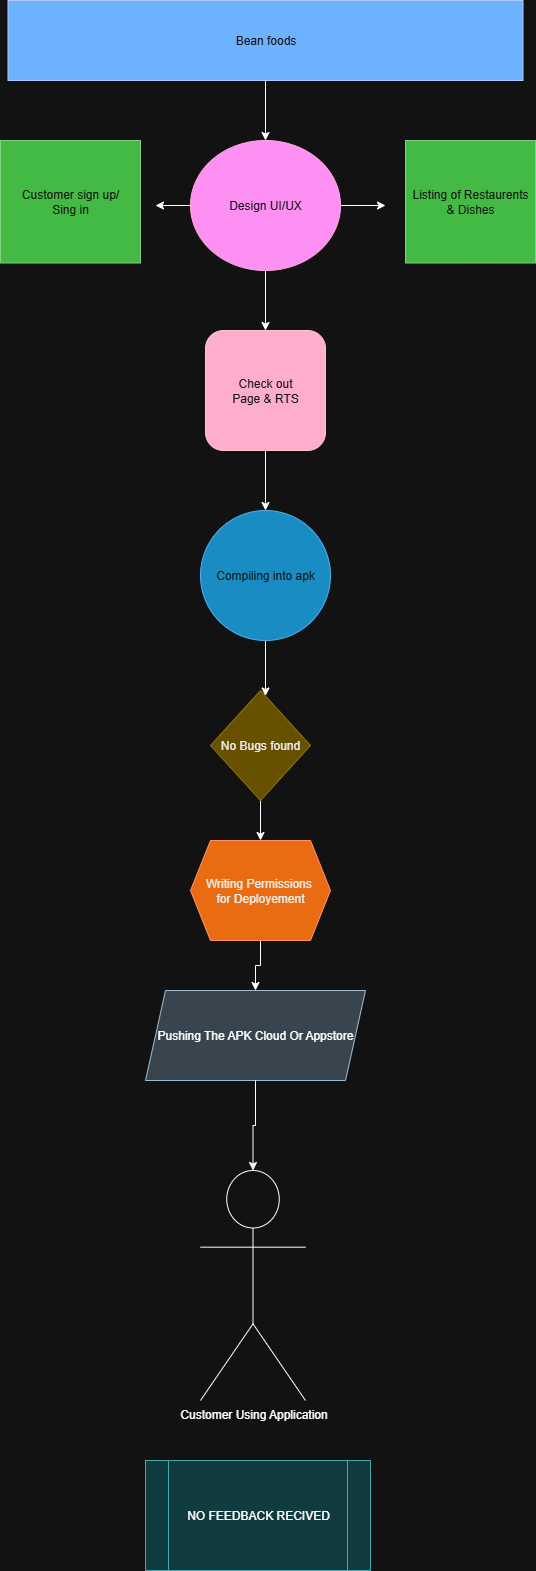 Bean foods
Customer sign up/
Sing in
Design UI/UX
Listing of Restaurents
& Dishes
Check out
Page & RTS
Compiling into apk
No Bugs found
Writing Permissions
for Deployement
Pushing The APK Cloud Or Appstore
Customer Using Application
NO FEEDBACK RECIVED